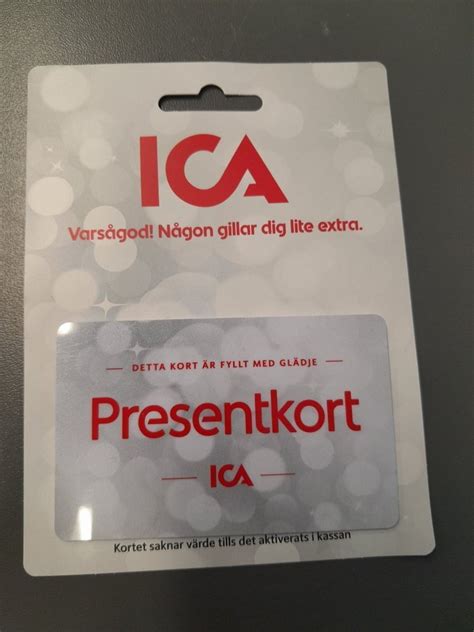 ICA
Varsågod! Någon gillar dig lite extra.
DETTA KORT ÄR FYLLT MED GLÄDJE
Presentkort
ICA
Kortet saknar värde tills det aktiverats i kassan